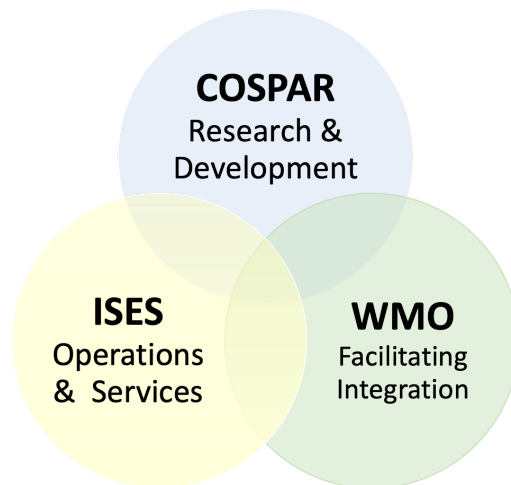 COSPAR
Research &
Development
ISES
Operations
& Services
WMO
Facilitating
Integration